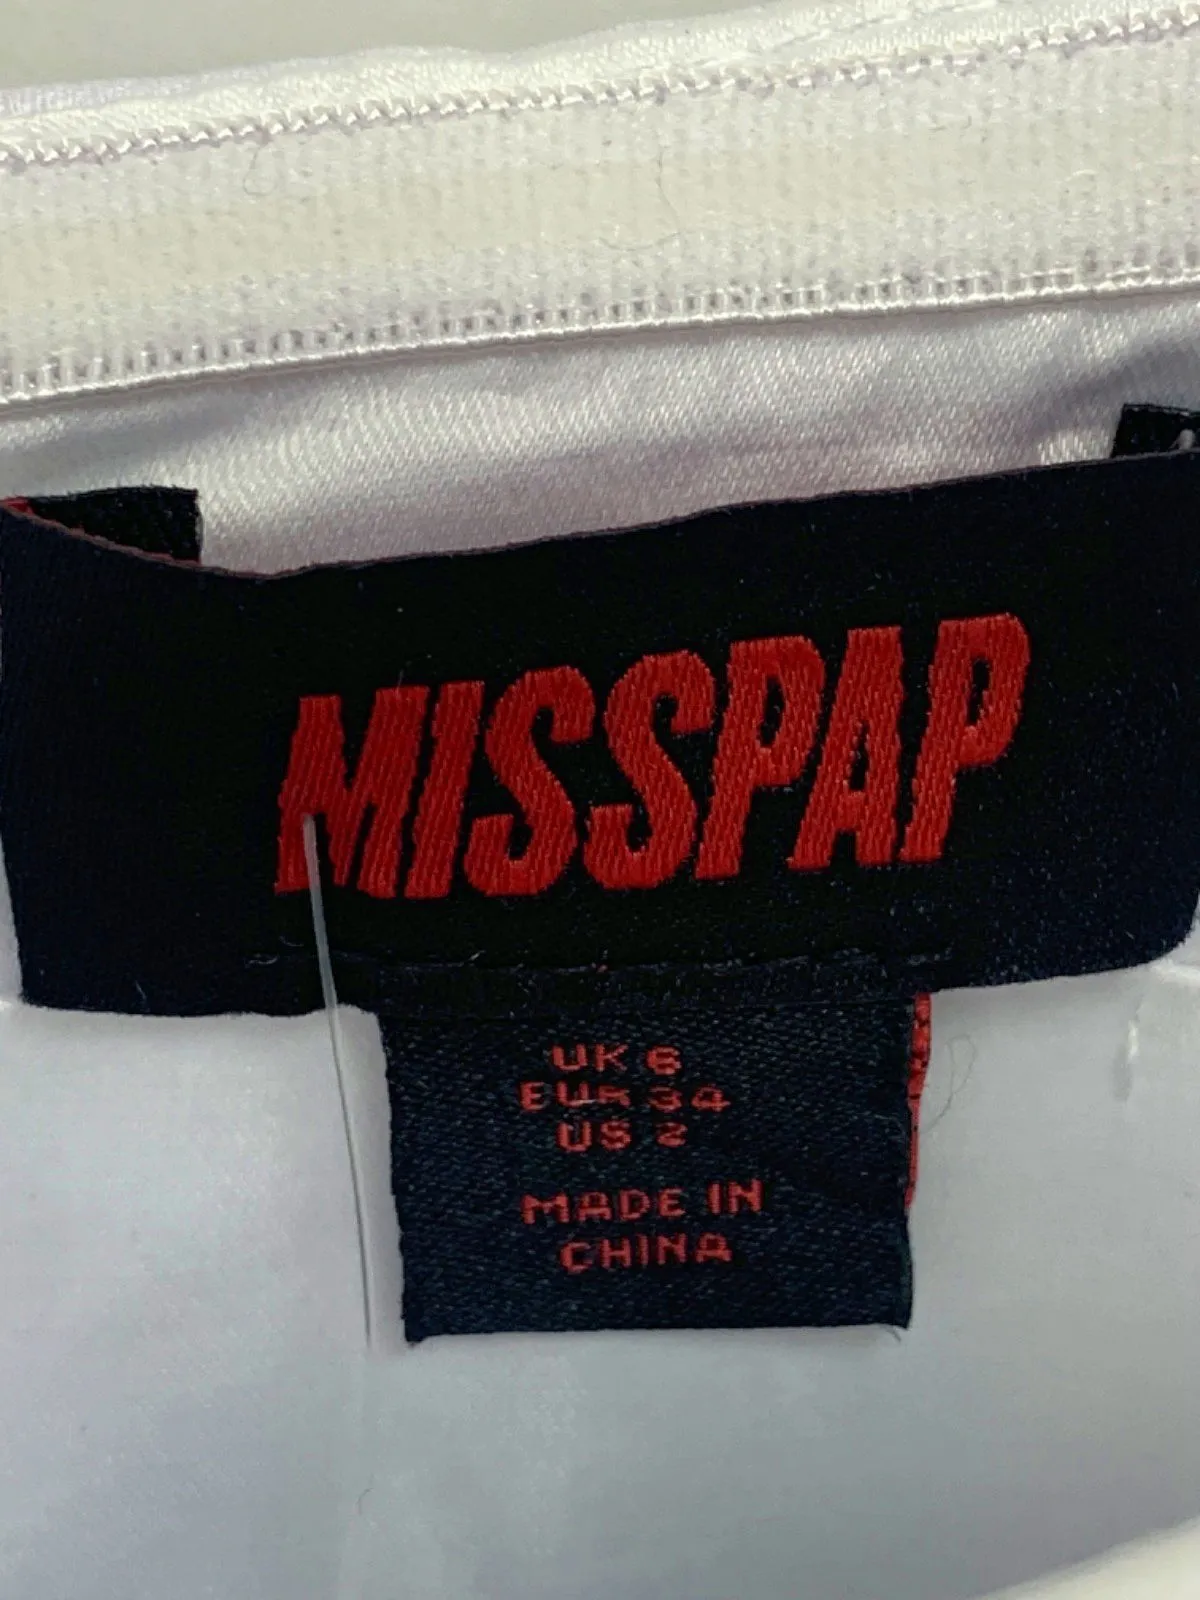 MISSPAP
UK 6
EUR 34
US 2
MADE IN
CHINA